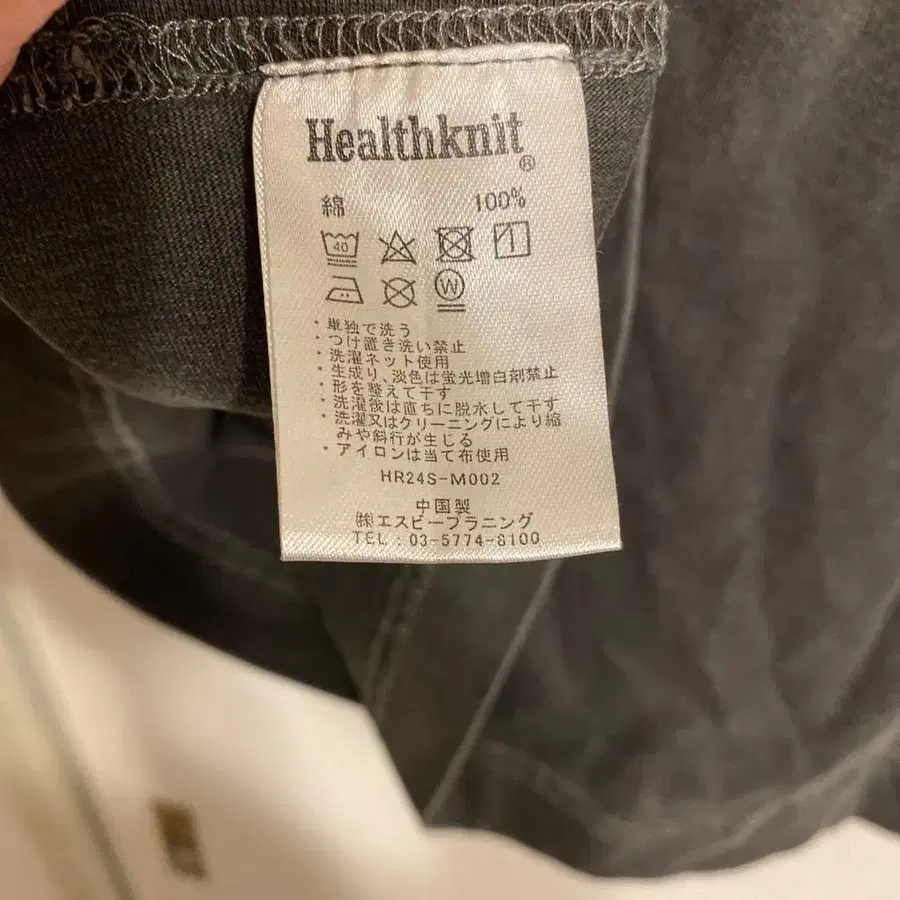 Healthknit®
綿 100%
40
W
・単独で洗う
・つけ置き洗い禁止
・洗濯ネット使用
・生成り、淡色は蛍光増白剤禁止
・形を整えて干す
・洗濯後は直ちに脱水して干す
・洗濯又はクリーニングにより縮
みや斜行が生じる
・アイロンは当て布使用
HR24S-M002
中国製
㈱エスビープラニング
TEL : 03-5774-8100